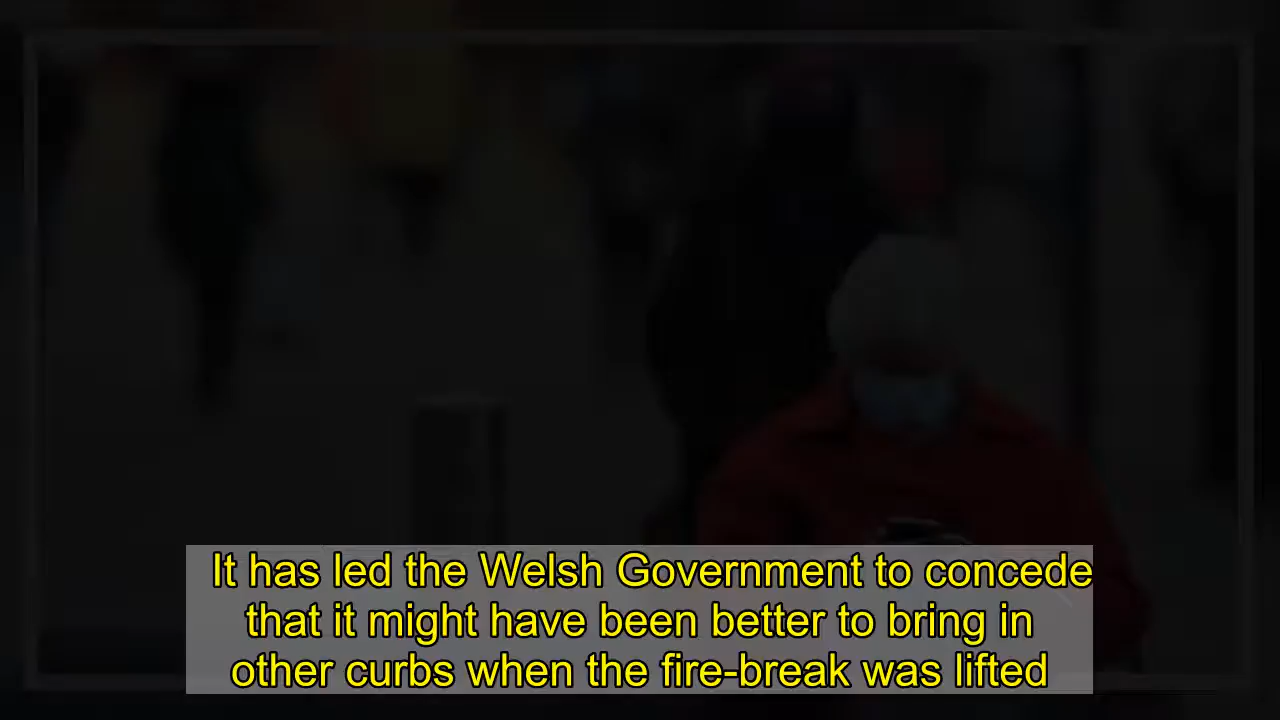 It has led the Welsh Government to concede
that it might have been better to bring in
other curbs when the fire-break was lifted